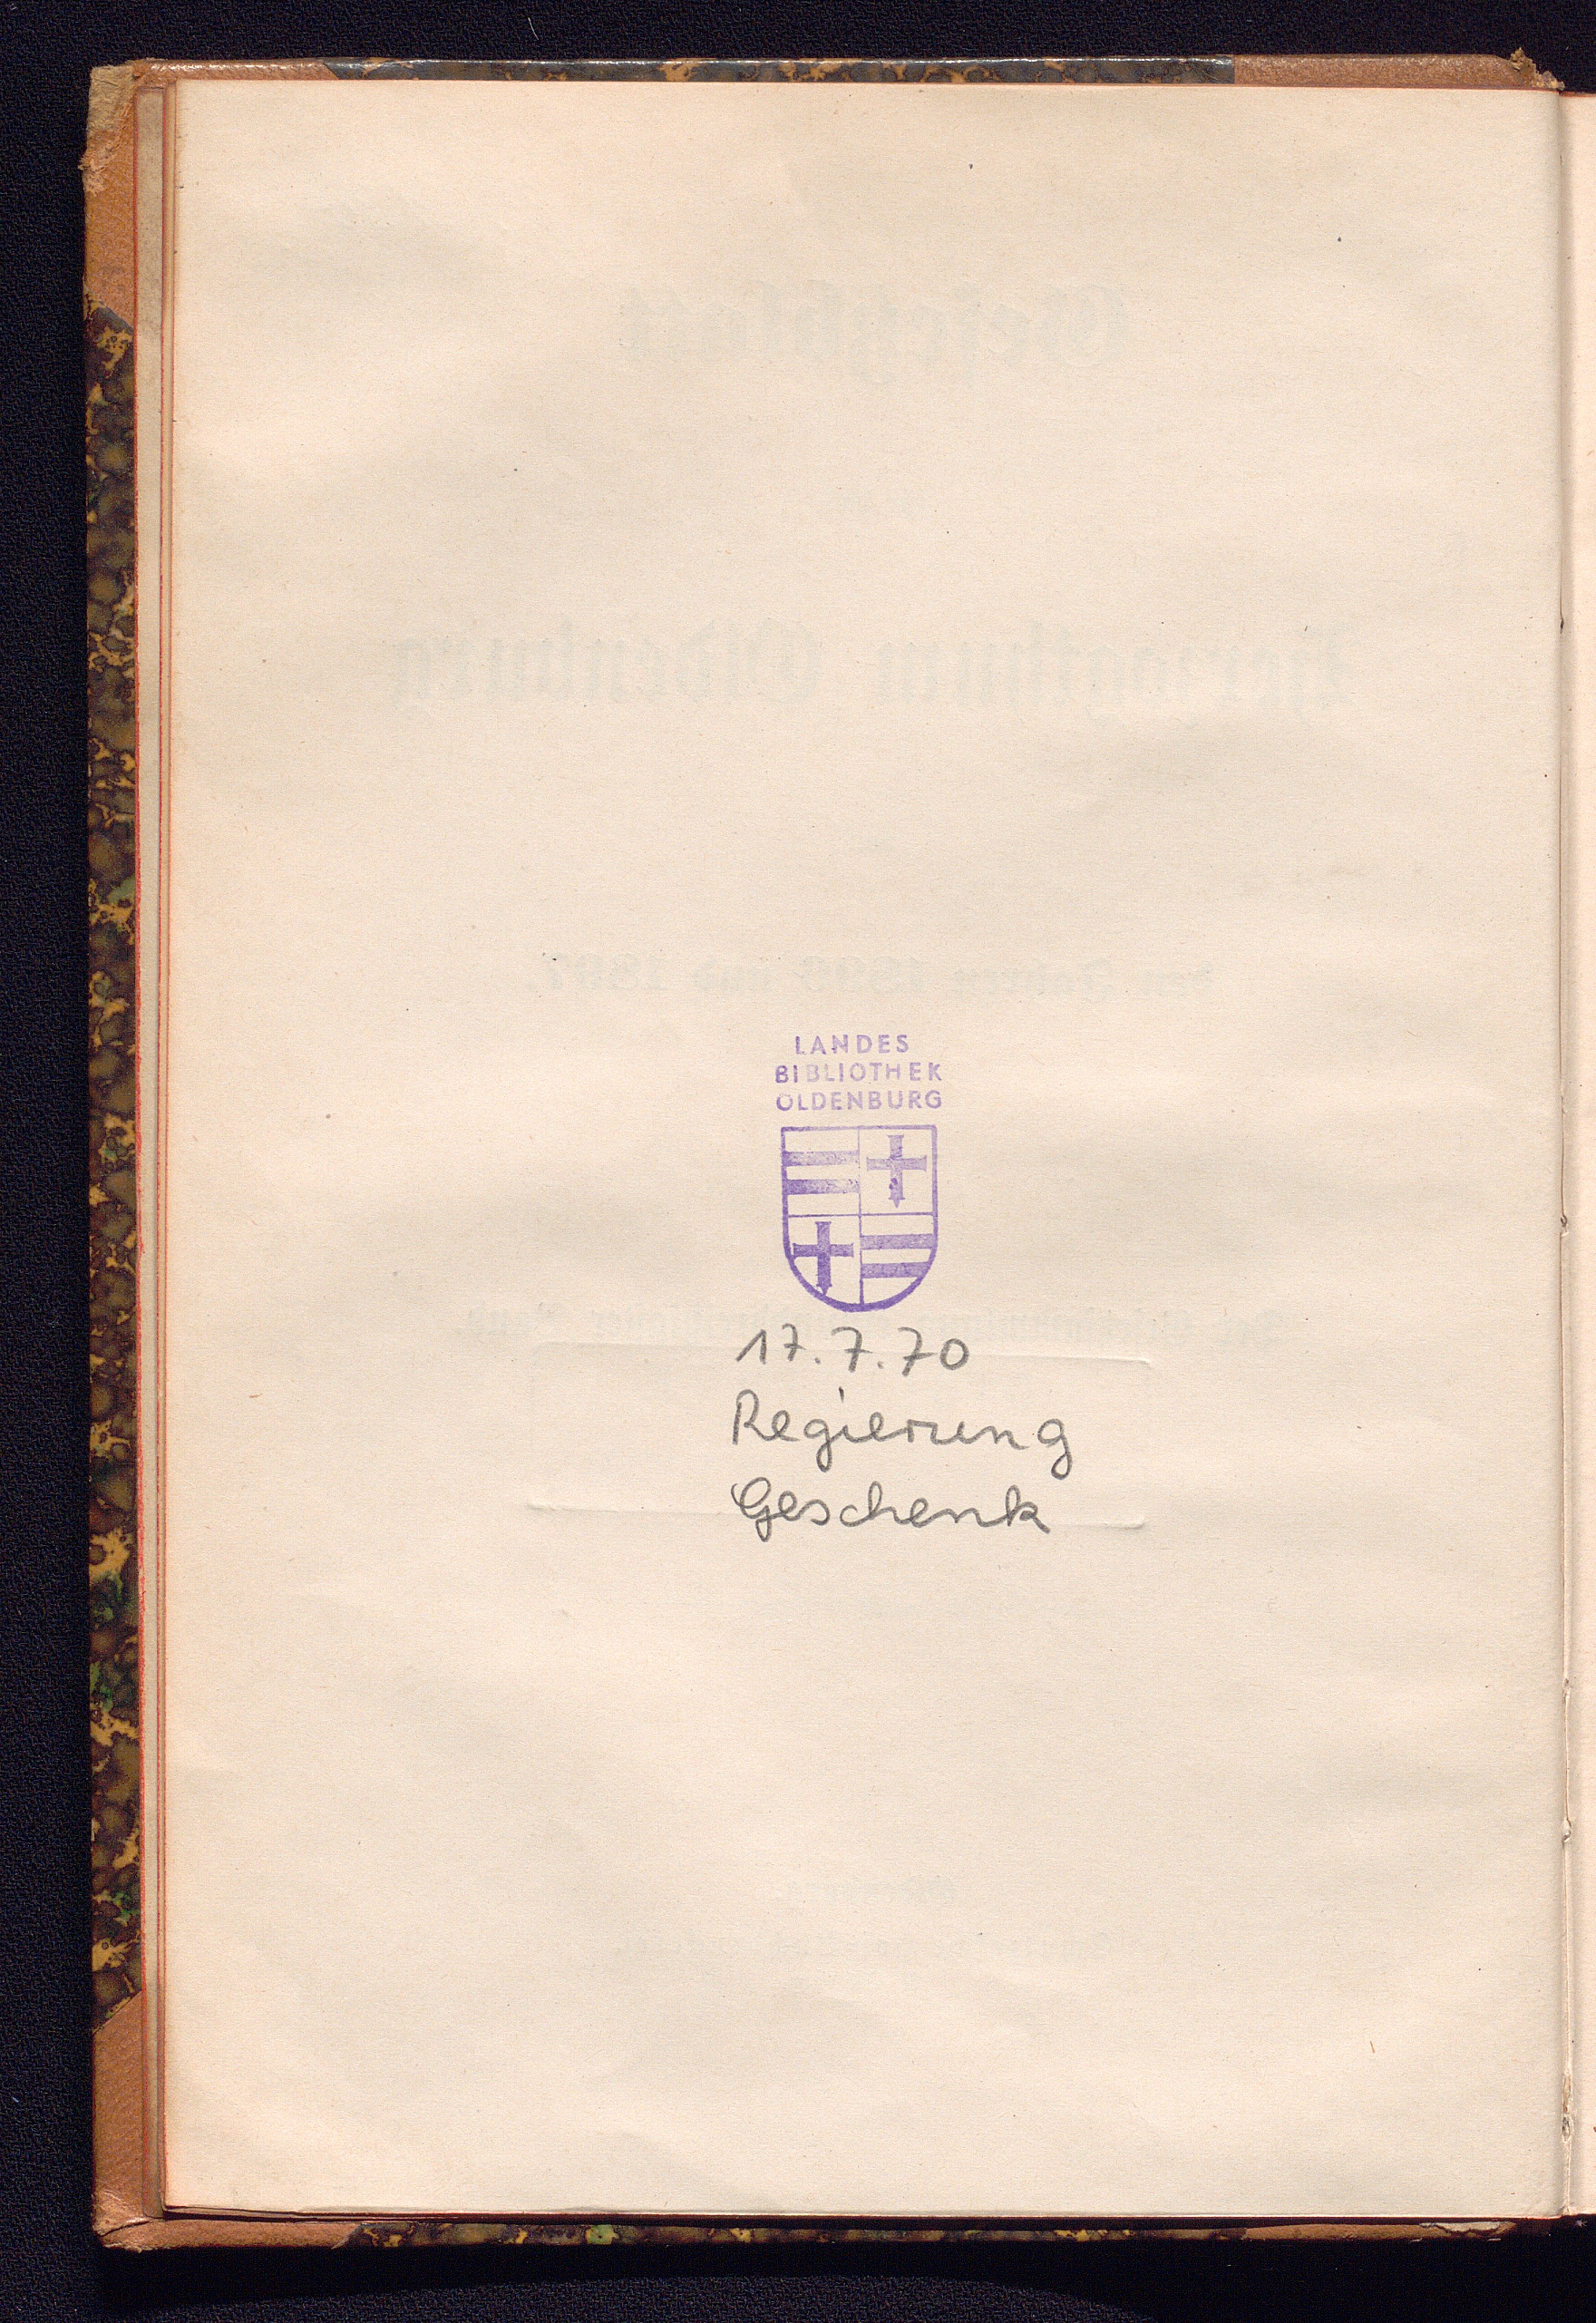 LANDES
BIBLIOTHEK
OLDENBURG
17.7.70
Regierung
Geschenk